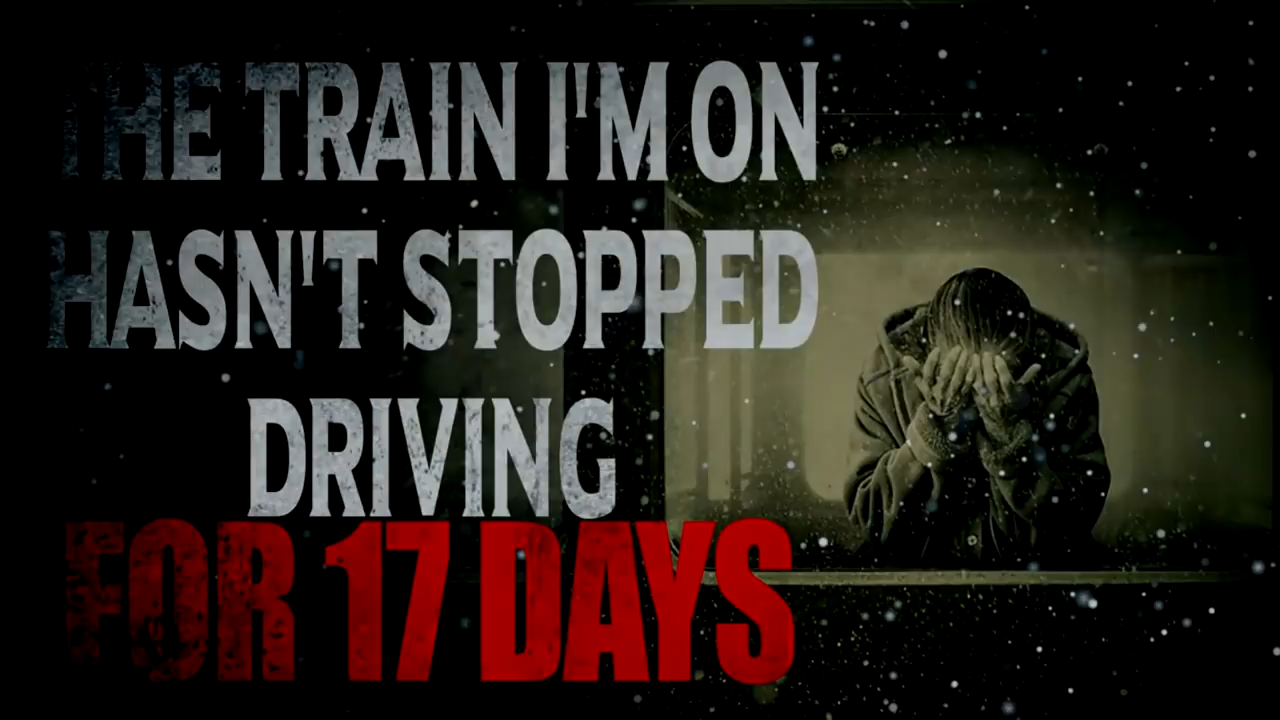 THE TRAIN I'M ON
HASN'T STOPPED
DRIVING
FOR 17 DAYS